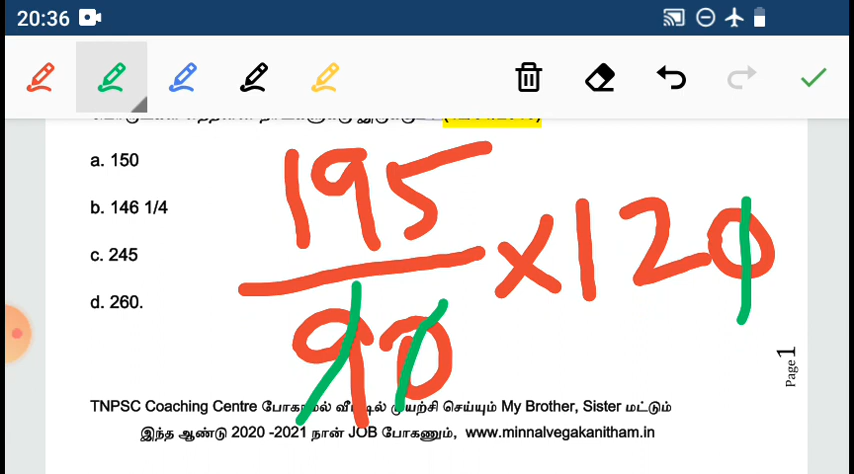 20:36
a. 150
b. 146 1/4
c. 245
d. 260.
195
90 ×120
Page 1
TNPSC Coaching Centre போகாமல் வீட்டில் முயற்சி செய்யும் My Brother, Sister மட்டும்
இந்த ஆண்டு 2020 -2021 நான் JOB போகணும், www.minnalvegakanitham.in